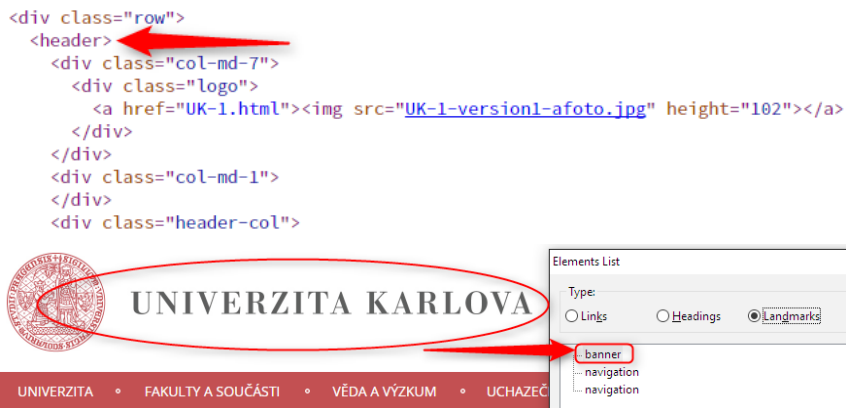 <div class="row">
<header>
<div class="col-md-7">
<div class="logo">
<a href="UK-1.html"><img src="UK-1-version1-afoto.jpg" height="102"></a>
</div>
</div>
<div class="col-md-1">
</div>
<div class="header-col">
UNIVERZITA KARLOVA
UNIVERZITA • FAKULTY A SOUČÁSTI • VĚDA A VÝZKUM • UCHAZEČ
Elements List
Type:
Links Headings Landmarks
banner
navigation
navigation